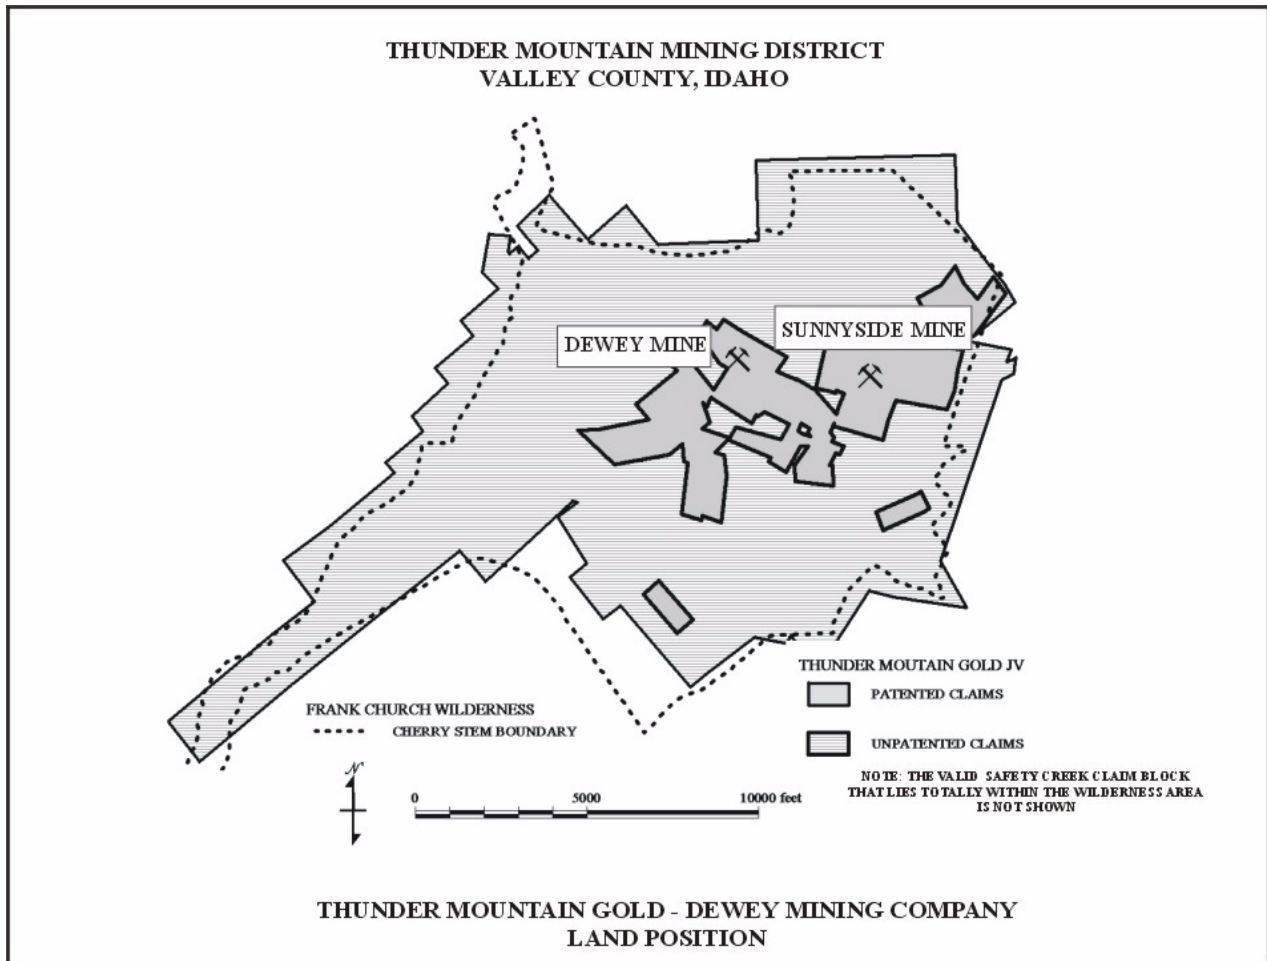 THUNDER MOUNTAIN MINING DISTRICT
VALLEY COUNTY, IDAHO
SUNNYSIDE MINE
DEWEY MINE
THUNDER MOUTAIN GOLD JV
PATENTED CLAIMS
UNPATENTED CLAIMS
FRANK CHURCH WILDERNESS
CHERRY STEM BOUNDARY
NOTE: THE VALID SAFETY CREEK CLAIM BLOCK
THAT LIES TOTALLY WITHIN THE WILDERNESS AREA
IS NOT SHOWN
N
0 5000 10000 feet
THUNDER MOUNTAIN GOLD - DEWEY MINING COMPANY
LAND POSITION